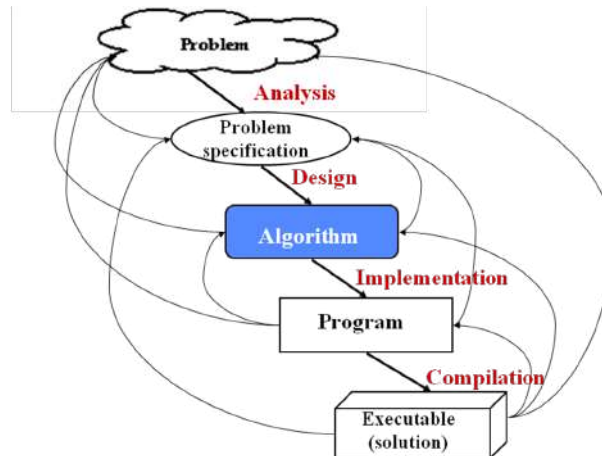 Problem
Analysis
Problem
specification
Design
Algorithm
Implementation
Program
Compilation
Executable
(solution)